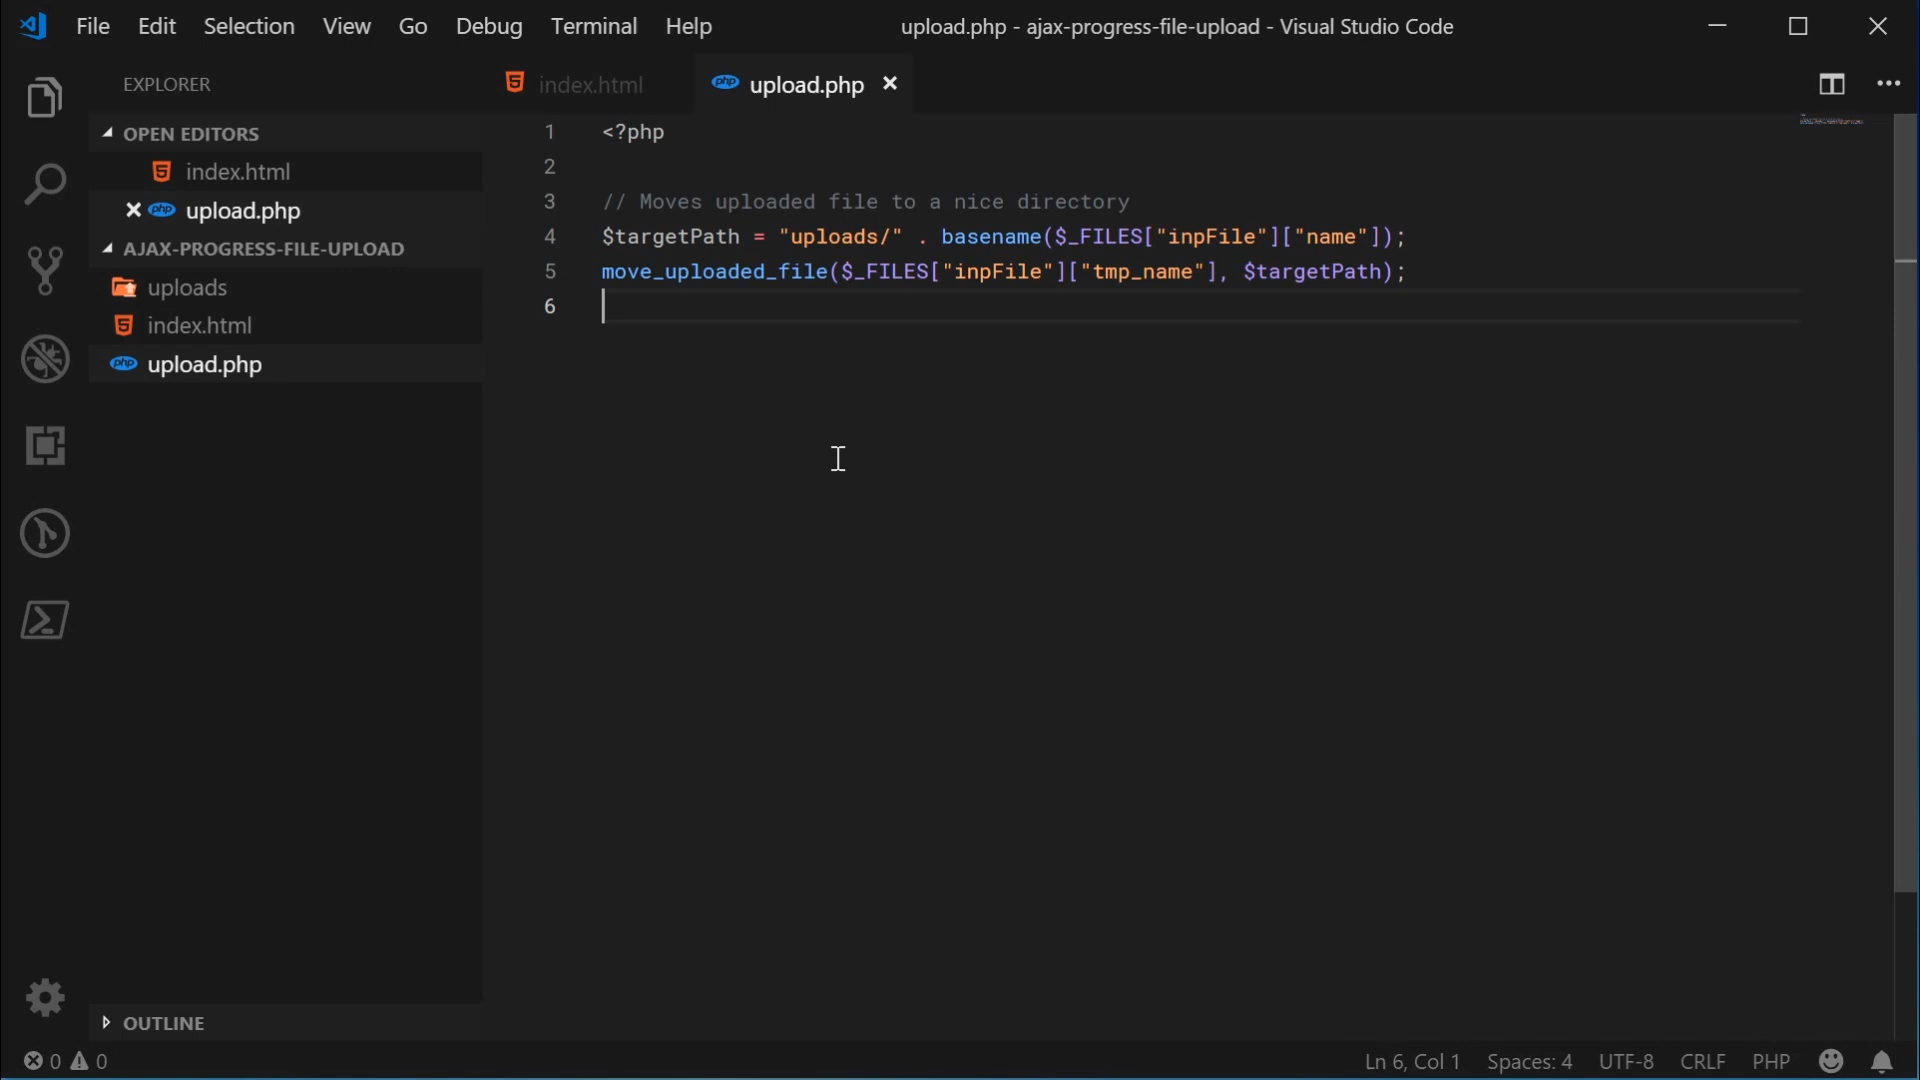 File Edit Selection View Go Debug Terminal Help
upload.php - ajax-progress-file-upload - Visual Studio Code
EXPLORER
OPEN EDITORS
index.html
php upload.php
AJAX-PROGRESS-FILE-UPLOAD
uploads
index.html
php upload.php
OUTLINE
index.html
php upload.php
1 <?php
2
3 // Moves uploaded file to a nice directory
4 $targetPath = "uploads/" . basename($_FILES["inpFile"]["name"]);
5 move_uploaded_file($_FILES["inpFile"]["tmp_name"], $targetPath);
6
0 0
Ln 6, Col 1 Spaces: 4 UTF-8 CRLF PHP